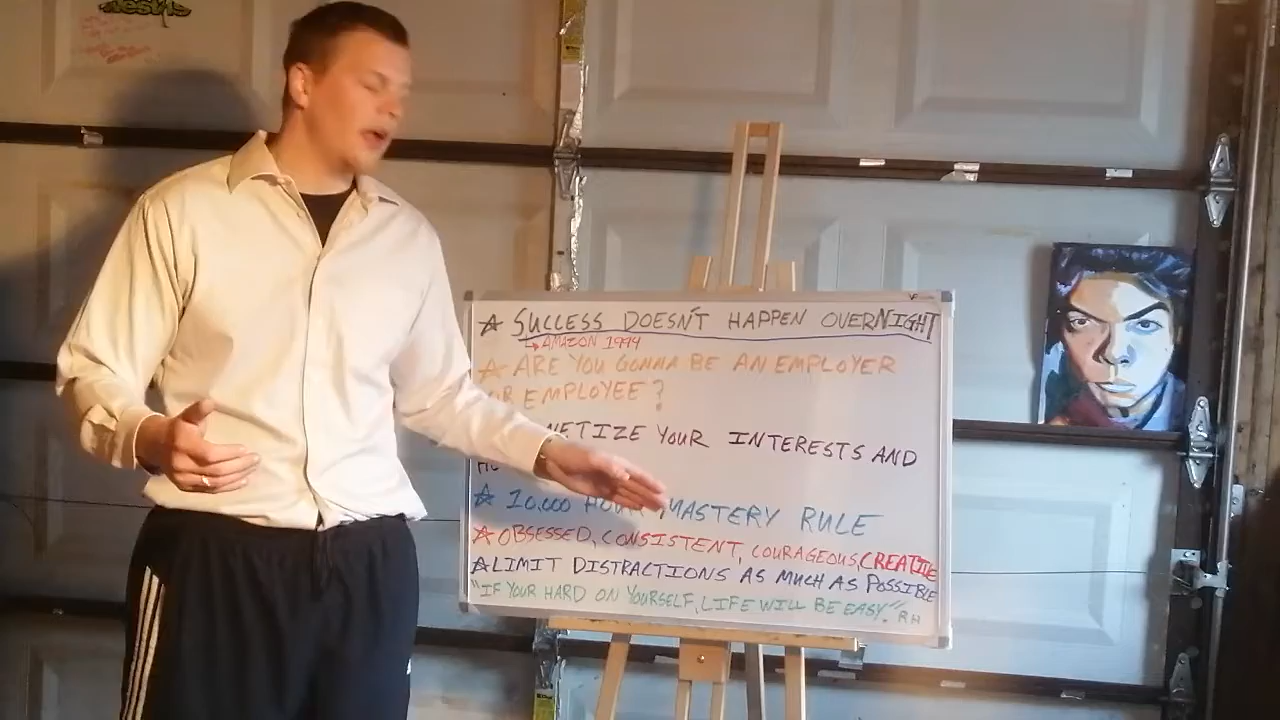 SUCCESS DOESN'T HAPPEN OVERNIGHT
AMAZON 1994
ARE YOU GONNA BE AN EMPLOYER
OR EMPLOYEE?
NETIZE YOUR INTERESTS AND
10,000 HOUR MASTERY RULE
OBSESSED, CONSISTENT, COURAGEOUS, CREATIVE
LIMIT DISTRACTIONS AS MUCH AS POSSIBLE
"IF YOUR HARD ON YOURSELF, LIFE WILL BE EASY." RH